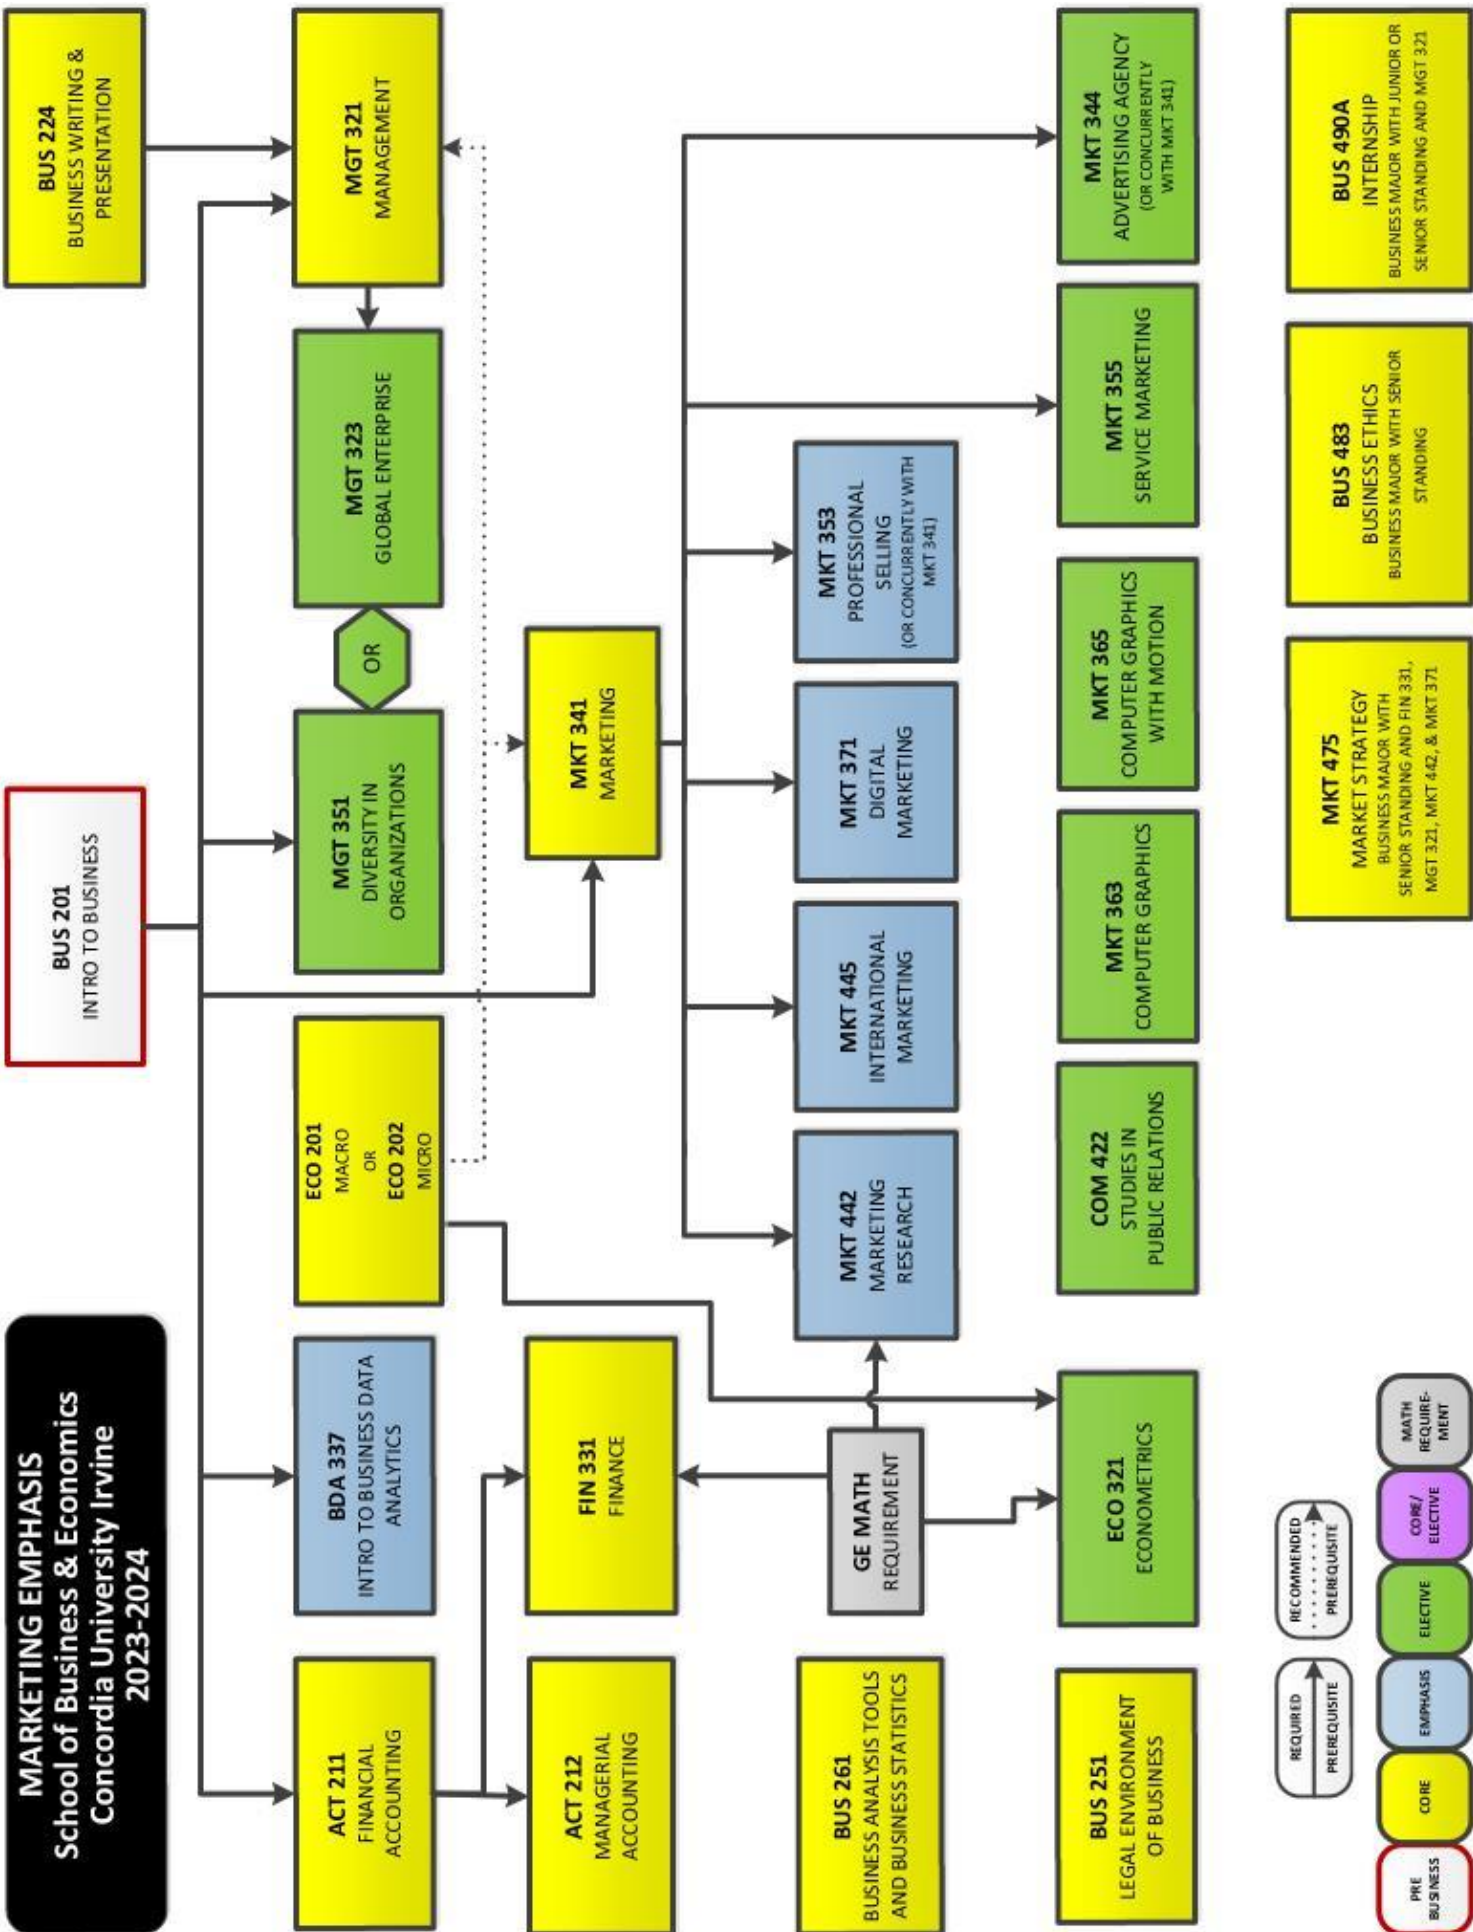 MARKETING EMPHASIS
School of Business & Economics
Concordia University Irvine
2023-2024
BUS 201
INTRO TO BUSINESS
BUS 224
BUSINESS WRITING &
PRESENTATION
ACT 211
FINANCIAL
ACCOUNTING
BDA 337
INTRO TO BUSINESS DATA
ANALYTICS
ECO 201
MACRO
OR
ECO 202
MICRO
MGT 351
DIVERSITY IN
ORGANIZATIONS
OR
MGT 323
GLOBAL ENTERPRISE
MGT 321
MANAGEMENT
ACT 212
MANAGERIAL
ACCOUNTING
FIN 331
FINANCE
MKT 341
MARKETING
BUS 261
BUSINESS ANALYSIS TOOLS
AND BUSINESS STATISTICS
GE MATH
REQUIREMENT
MKT 442
MARKETING
RESEARCH
MKT 445
INTERNATIONAL
MARKETING
MKT 371
DIGITAL
MARKETING
MKT 353
PROFESSIONAL
SELLING
(OR CONCURRENTLY WITH
MKT 341)
BUS 251
LEGAL ENVIRONMENT
OF BUSINESS
ECO 321
ECONOMETRICS
COM 422
STUDIES IN
PUBLIC RELATIONS
MKT 363
COMPUTER GRAPHICS
MKT 365
COMPUTER GRAPHICS
WITH MOTION
MKT 355
SERVICE MARKETING
MKT 344
ADVERTISING AGENCY
(OR CONCURRENTLY
WITH MKT 341)
REQUIRED
PREREQUISITE
RECOMMENDED
PREREQUISITE
PRE
BUSINESS
CORE
EMPHASIS
ELECTIVE
CORE/
ELECTIVE
MATH
REQUIRE-
MENT
MKT 475
MARKET STRATEGY
BUSINESS MAJOR WITH
SENIOR STANDING AND FIN 331,
MGT 321, MKT 442, & MKT 371
BUS 483
BUSINESS ETHICS
BUSINESS MAJOR WITH SENIOR
STANDING
BUS 490A
INTERNSHIP
BUSINESS MAJOR WITH JUNIOR OR
SENIOR STANDING AND MGT 321